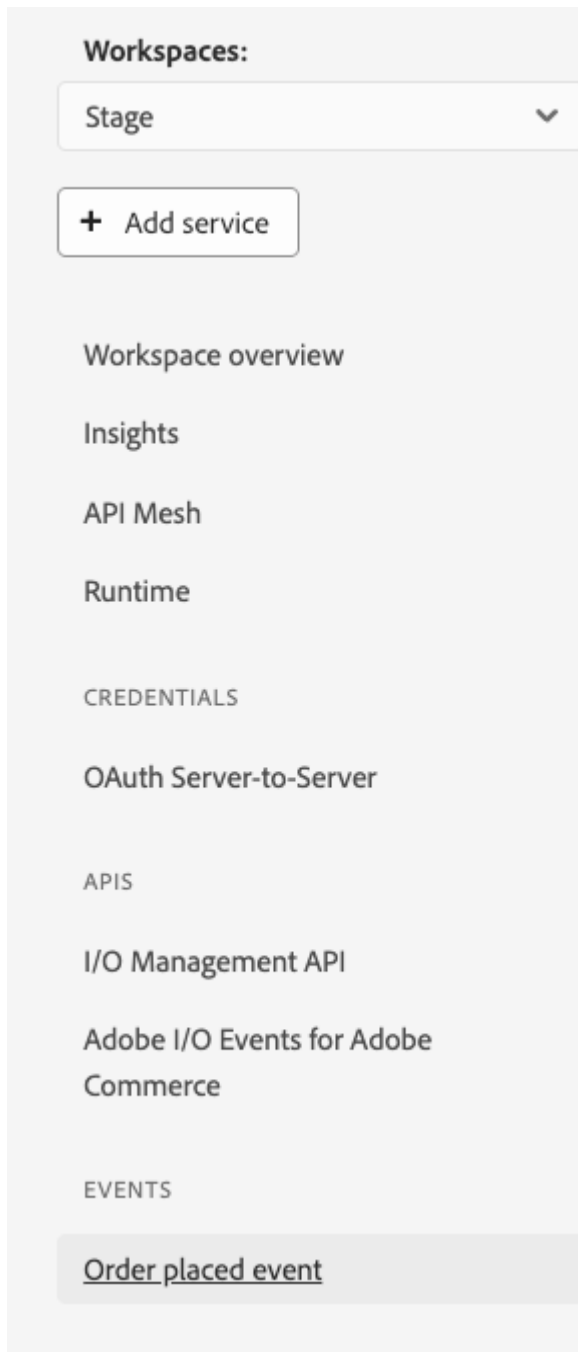 Workspaces:
Stage
+ Add service
Workspace overview
Insights
API Mesh
Runtime
CREDENTIALS
OAuth Server-to-Server
APIS
I/O Management API
Adobe I/O Events for Adobe
Commerce
EVENTS
Order placed event